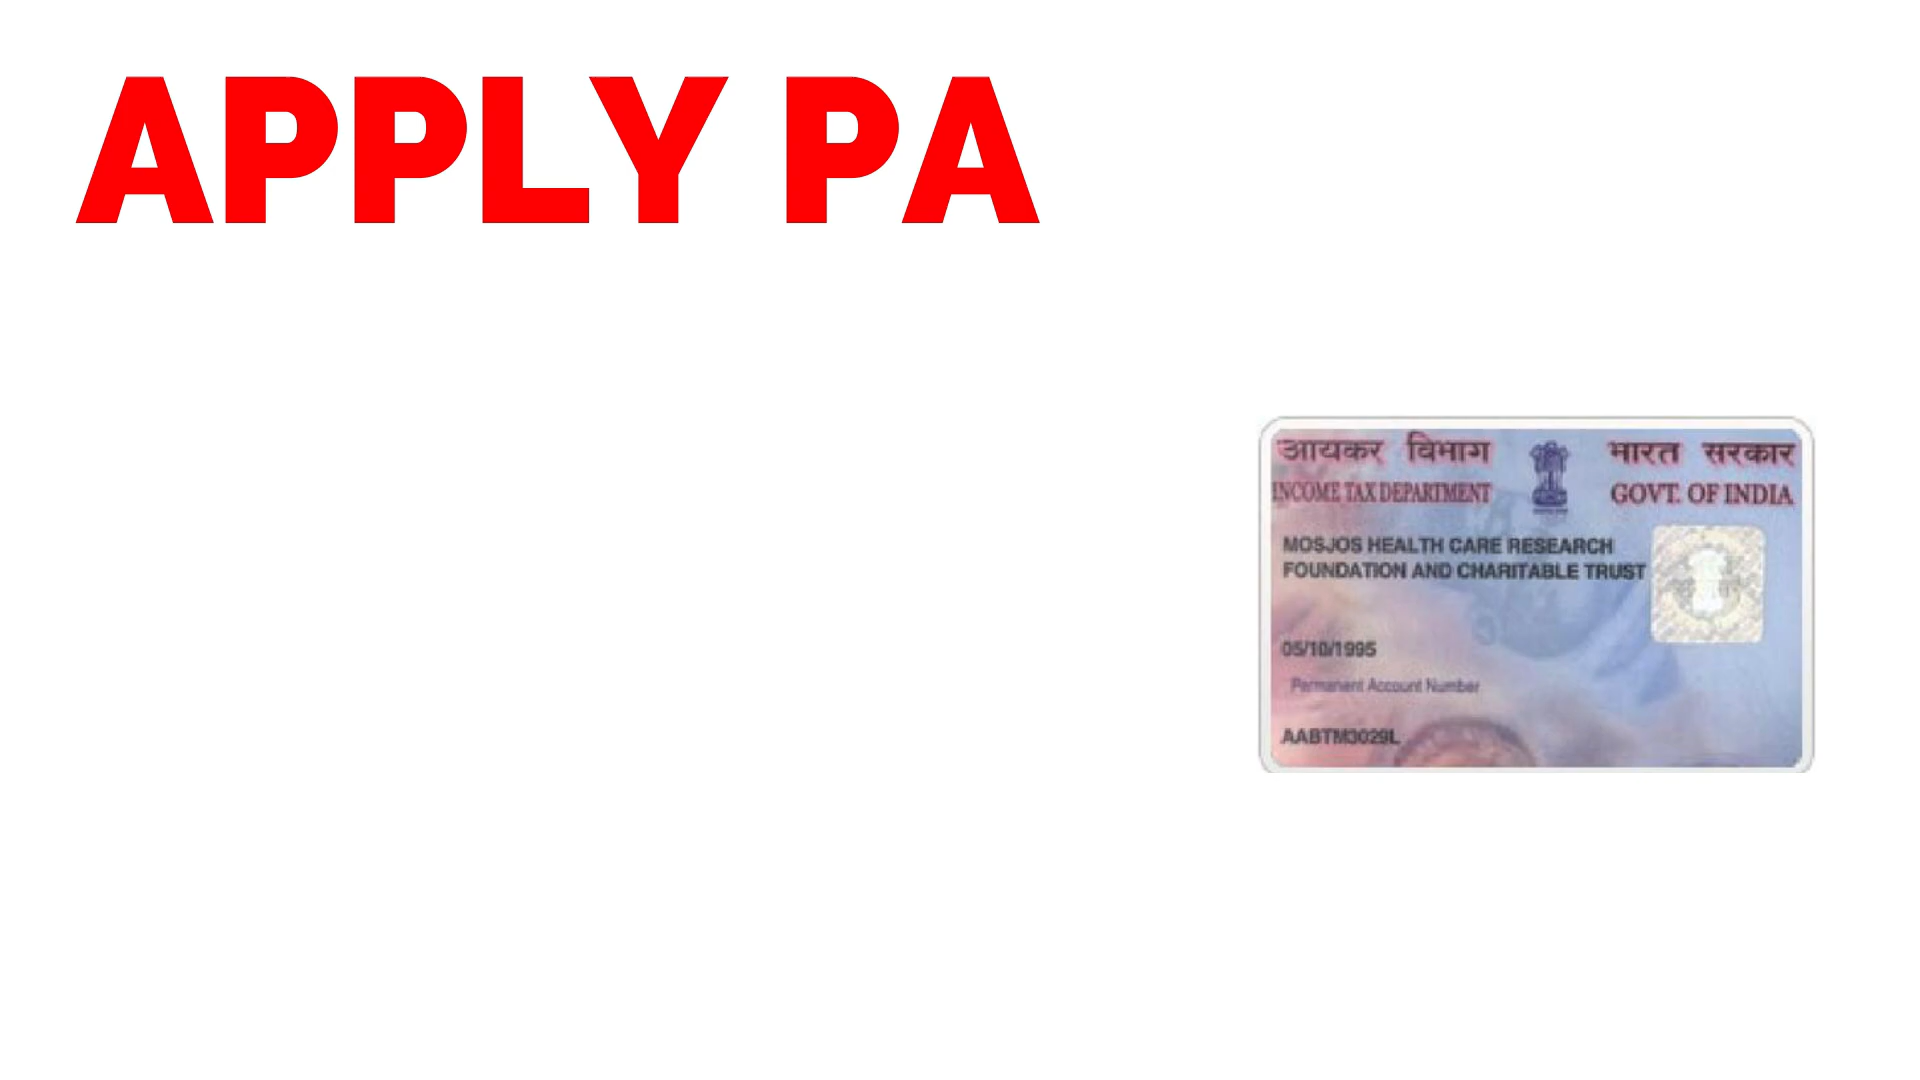 APPLY PA
आयकर विभाग
भारत सरकार
INCOME TAX DEPARTMENT
GOVT. OF INDIA
MOSJOS HEALTH CARE RESEARCH
FOUNDATION AND CHARITABLE TRUST
05/10/1995
Permanent Account Number
AABTM3029L